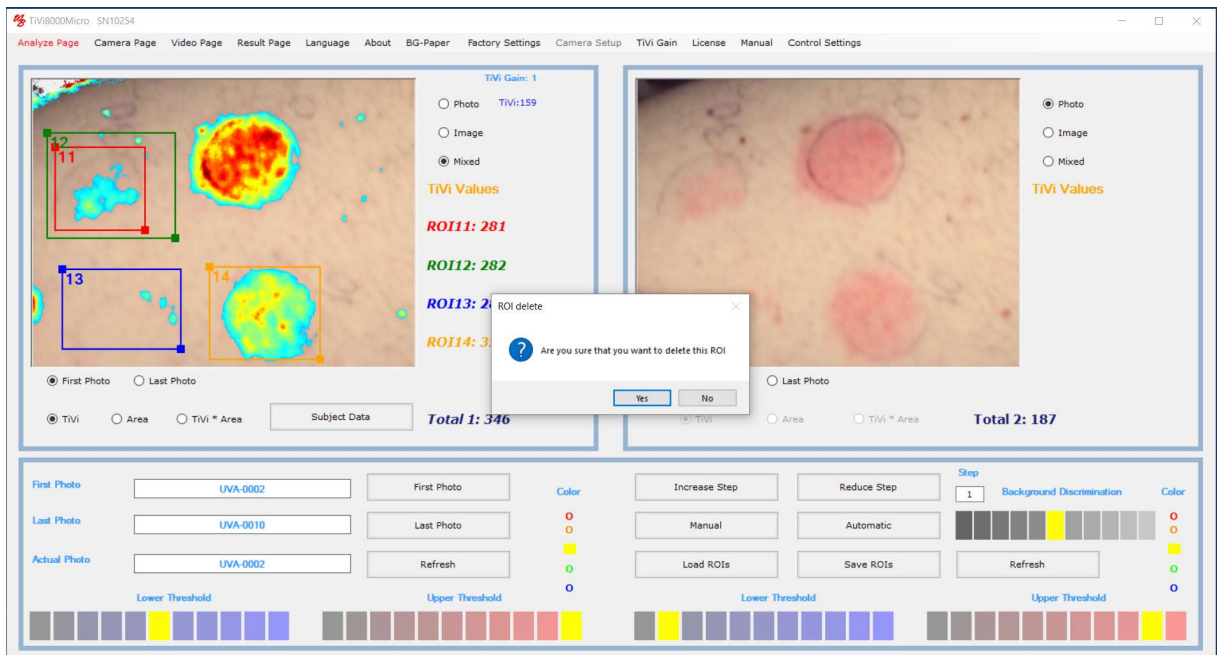 TiVi8000Micro SN10254
Analyze Page Camera Page Video Page Result Page Language About BG-Paper Factory Settings Camera Setup TiVi Gain License Manual Control Settings
TiVi Gain: 1
Photo TiVi:159
Image
Mixed
TiVi Values
ROI11: 281
ROI12: 282
ROI13: 2
ROI14: 3
12
11
13
14
First Photo Last Photo
TiVi Area TiVi * Area Subject Data Total 1: 346
Photo
Image
Mixed
TiVi Values
Last Photo
TiVi Area TiVi * Area Total 2: 187
ROI delete
Are you sure that you want to delete this ROI
Yes No
First Photo UVA-0002 First Photo Color
Last Photo UVA-0010 Last Photo
Actual Photo UVA-0002 Refresh
Lower Threshold Upper Threshold
Increase Step Reduce Step Step 1 Background Discrimination Color
Manual Automatic
Load ROIs Save ROIs Refresh
Lower Threshold Upper Threshold